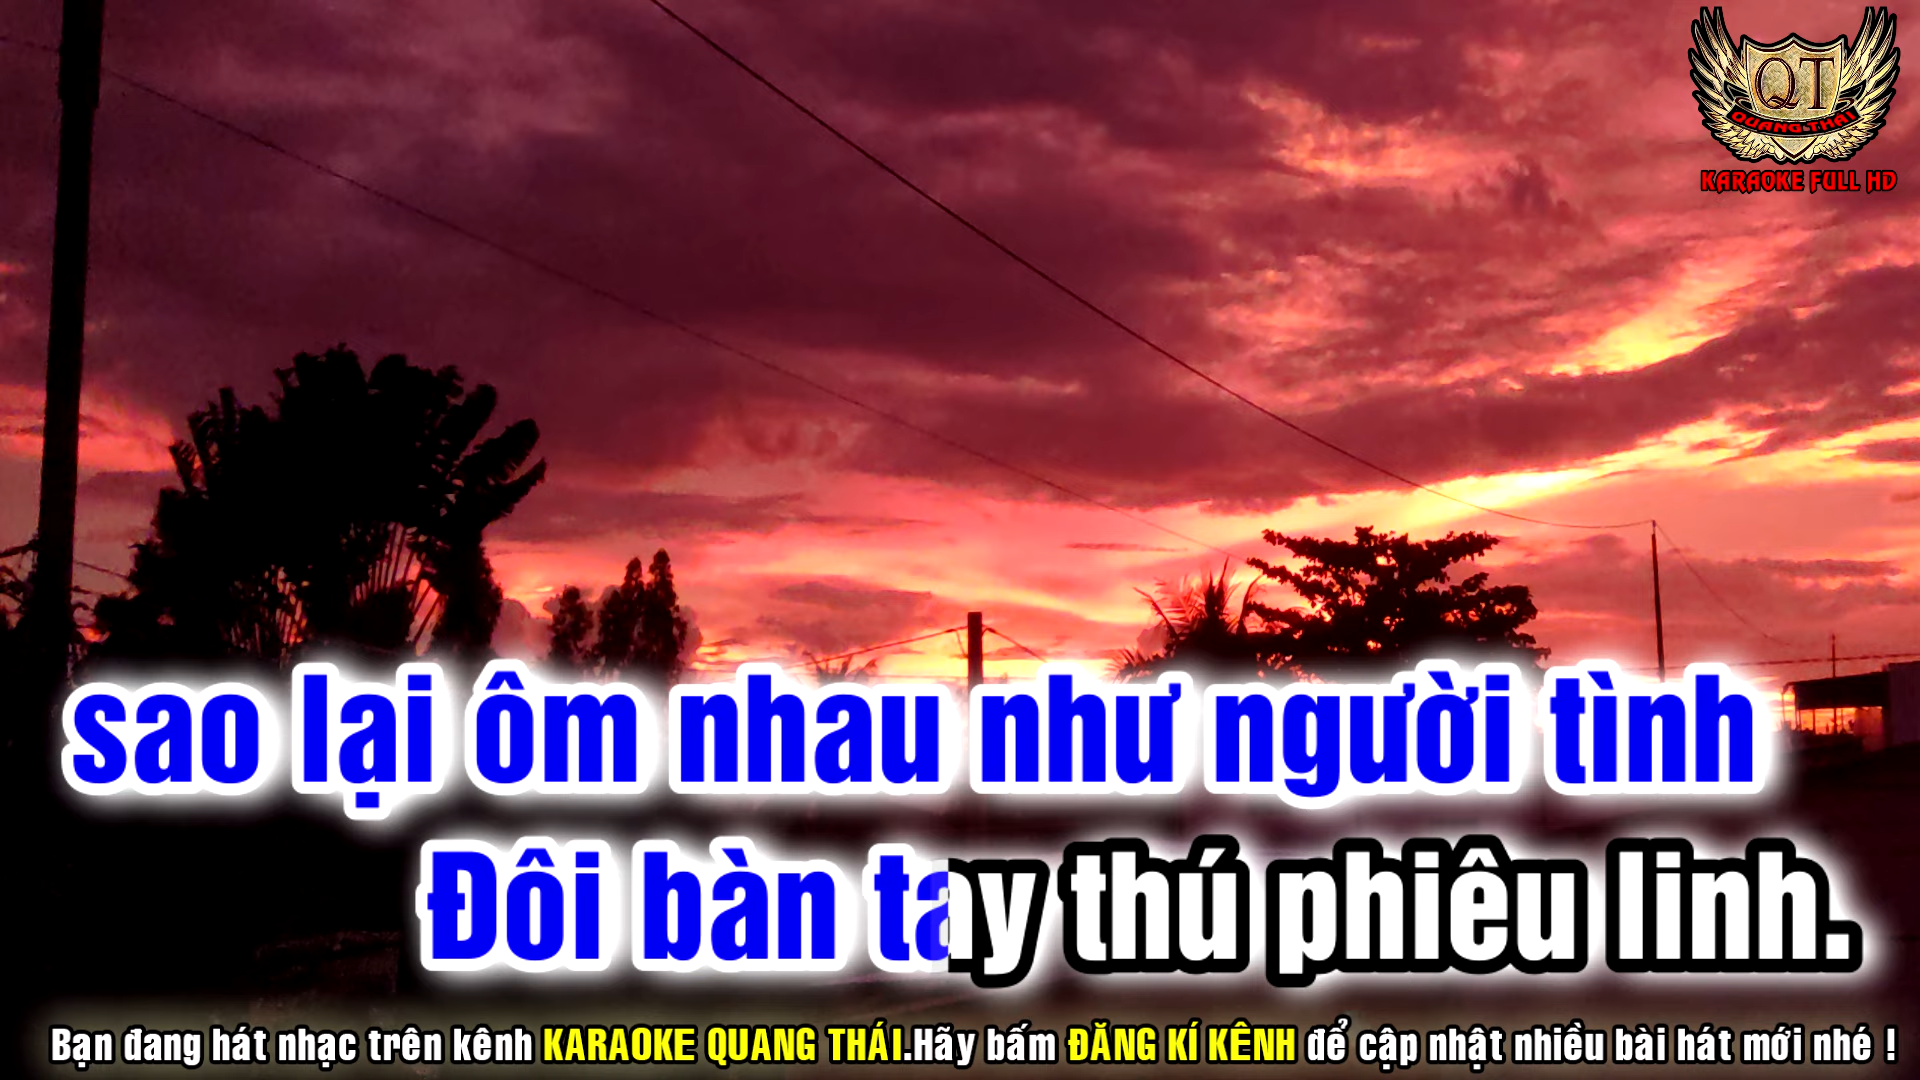 QT
QUANG THÁI
KARAOKE FULL HD
sao lại ôm nhau như người tình
Đôi bàn tay thú phiêu linh.
Bạn đang hát nhạc trên kênh KARAOKE QUANG THÁI.Hãy bấm ĐĂNG KÍ KÊNH để cập nhật nhiều bài hát mới nhé !